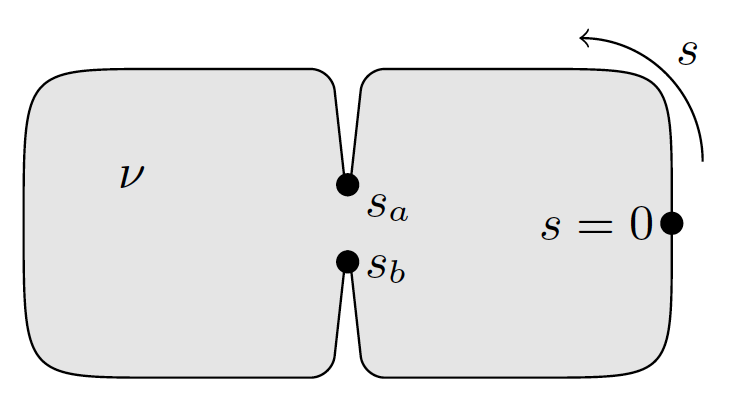 s
ν
s_a
s = 0
s_b